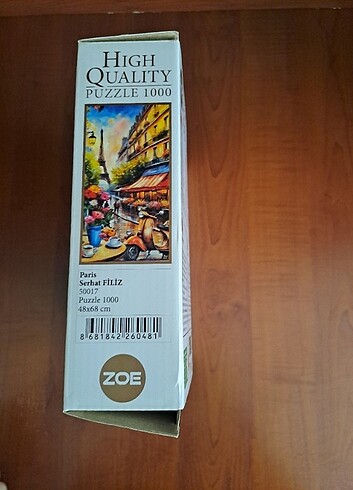 HIGH
QUALITY
PUZZLE 1000
Paris
Serhat FİLİZ
50017
Puzzle 1000
48x68 cm
8 681842 260481
ZOE